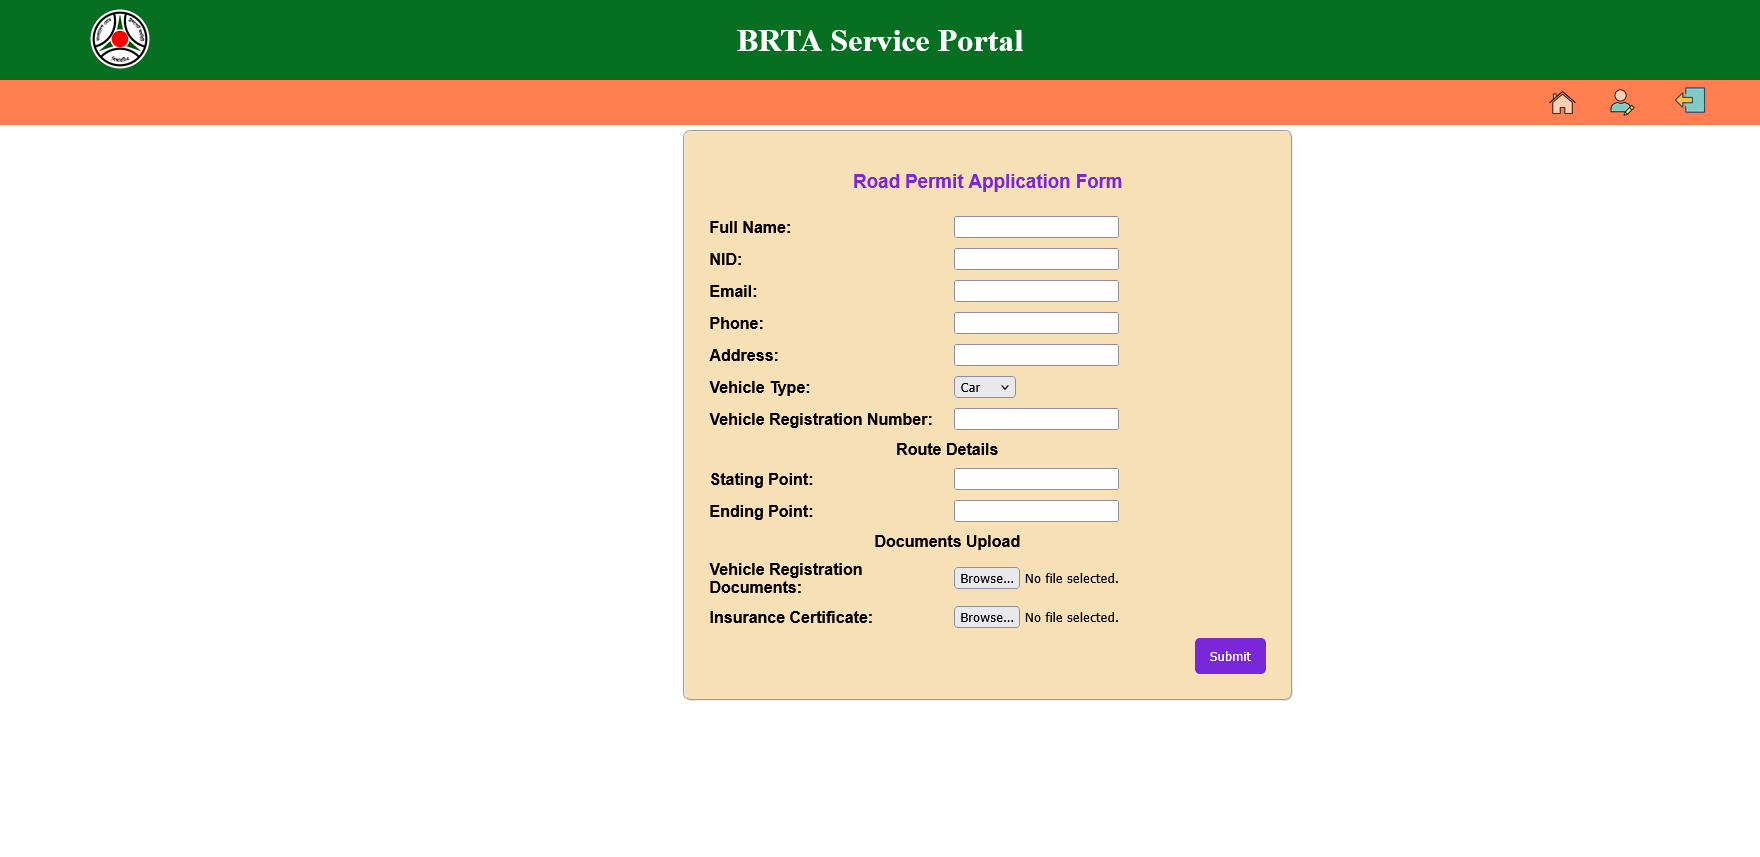 BRTA Service Portal
Road Permit Application Form
Full Name:
NID:
Email:
Phone:
Address:
Vehicle Type: Car
Vehicle Registration Number:
Route Details
Stating Point:
Ending Point:
Documents Upload
Vehicle Registration
Documents:
Browse... No file selected.
Insurance Certificate: Browse... No file selected.
Submit